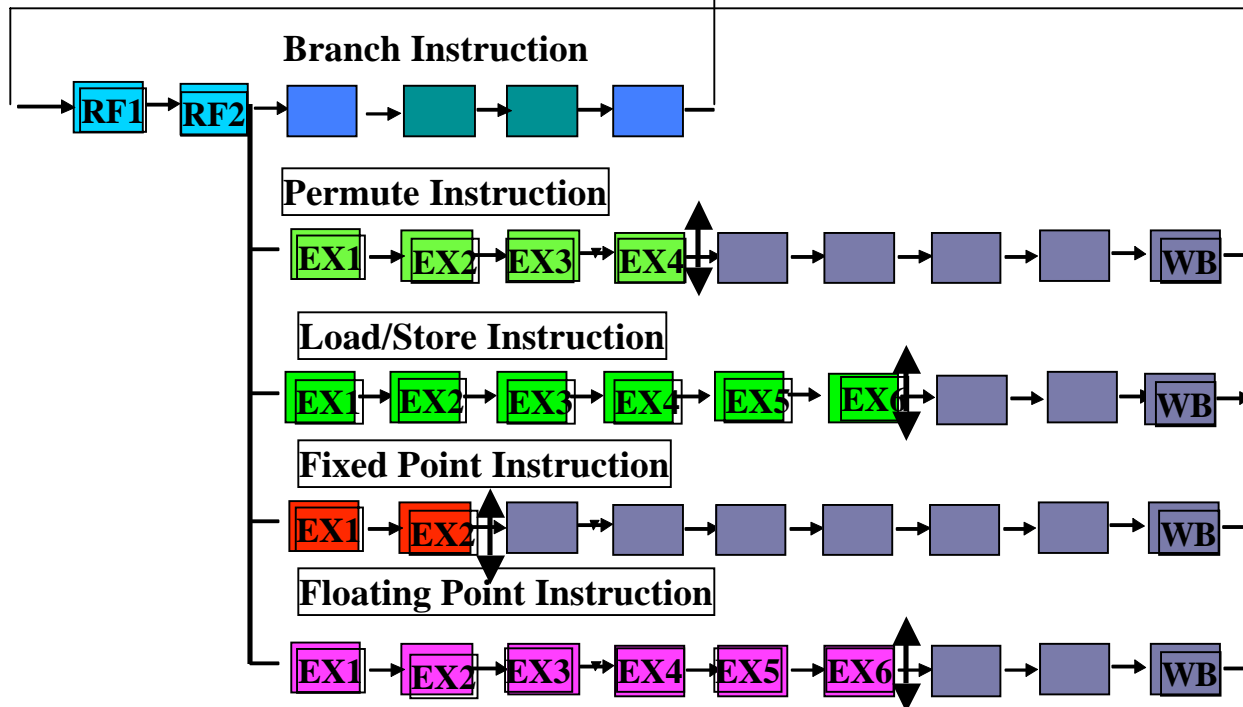 Branch Instruction
RF1 RF2
Permute Instruction
EX1 EX2 EX3 EX4 WB
Load/Store Instruction
EX1 EX2 EX3 EX4 EX5 EX6 WB
Fixed Point Instruction
EX1 EX2 WB
Floating Point Instruction
EX1 EX2 EX3 EX4 EX5 EX6 WB